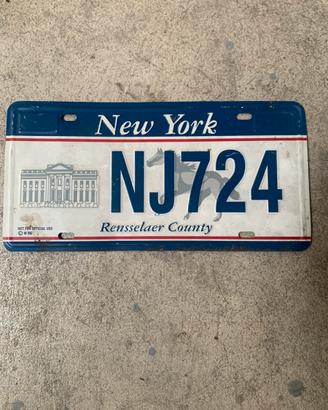 New York
NJ724
NOT FOR OFFICIAL USE
Rensselaer County